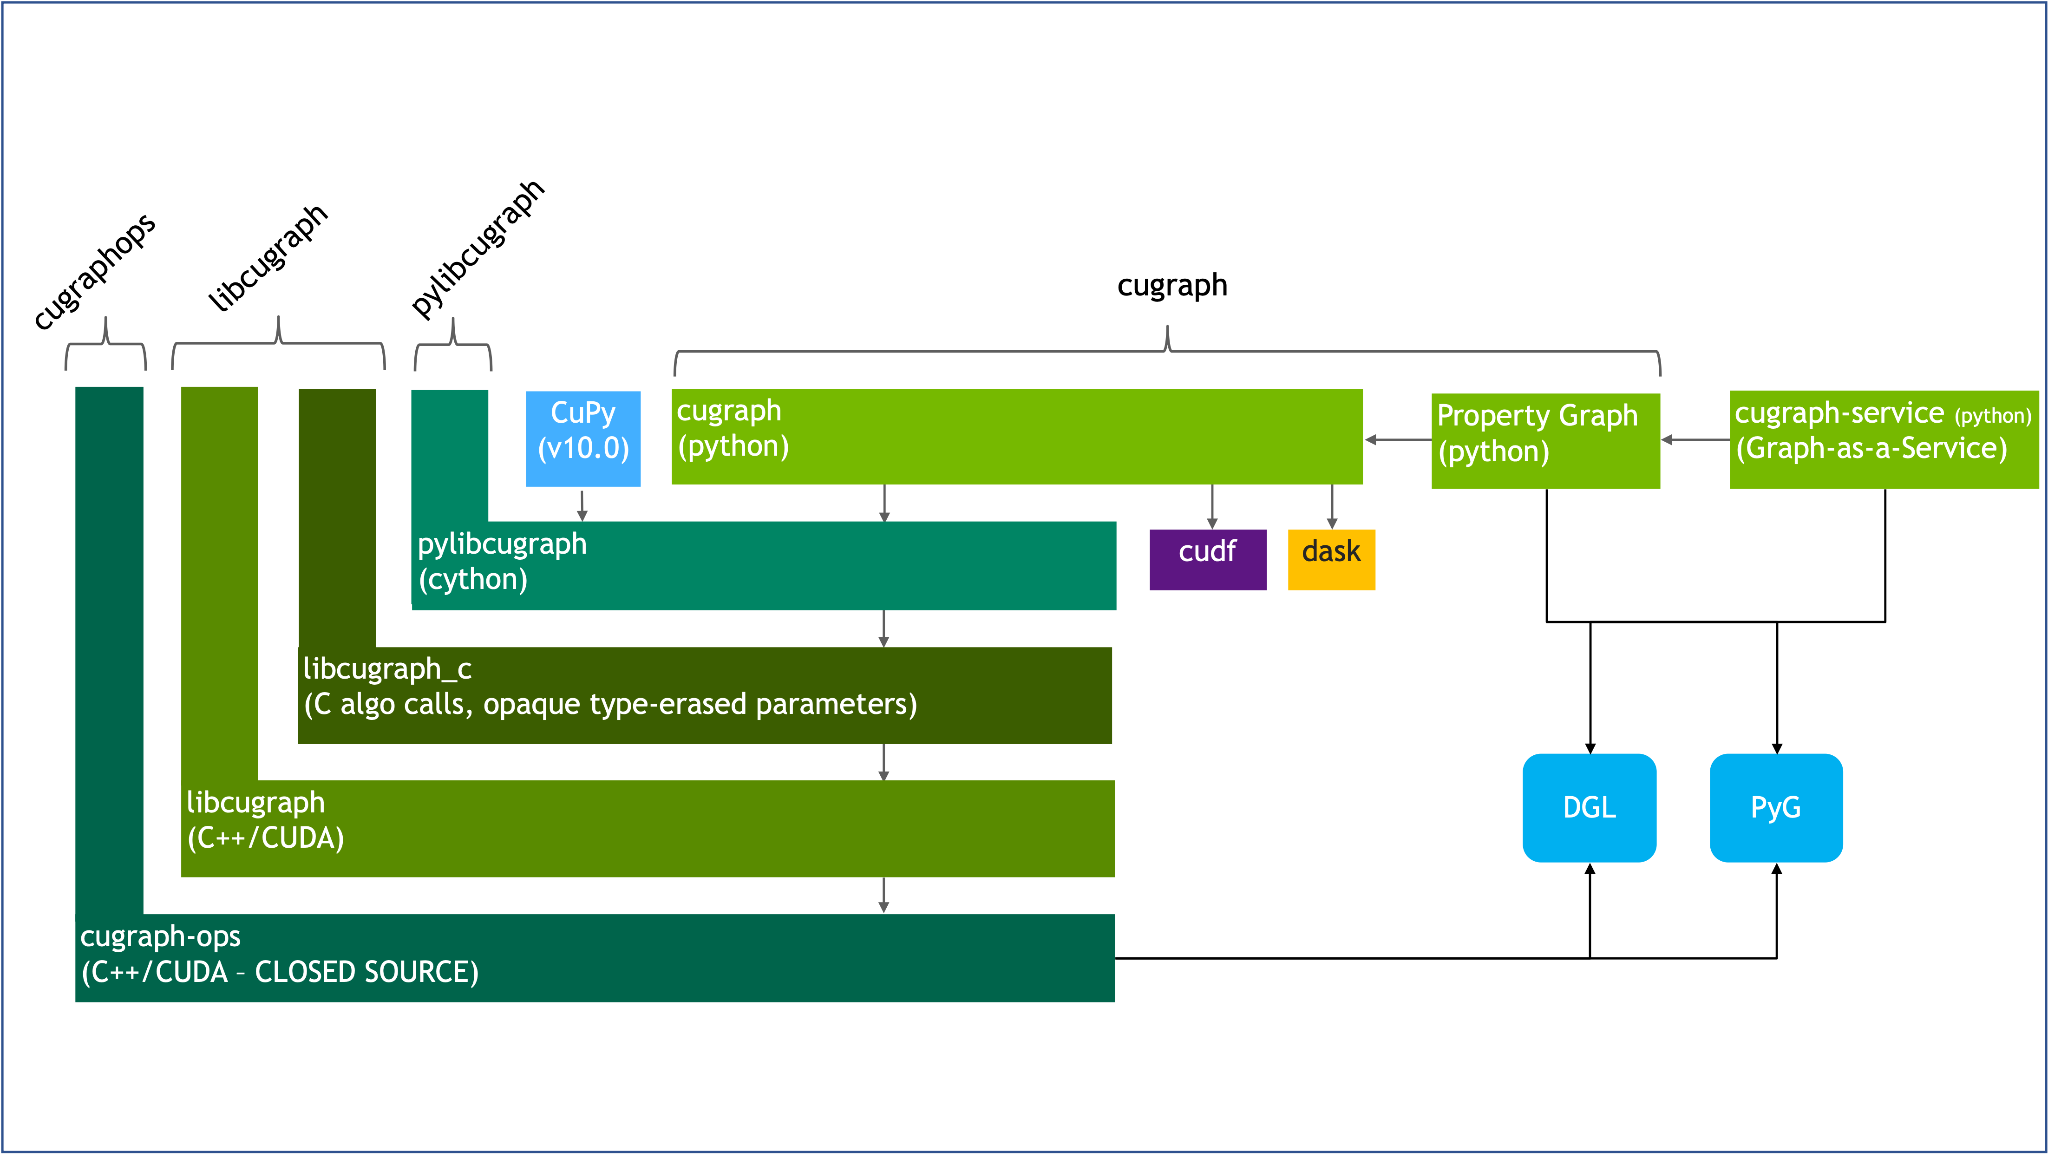 cugraphops
libcugraph
pylibcugraph
cugraph
CuPy
(v10.0)
cugraph
(python)
Property Graph
(python)
cugraph-service (python)
(Graph-as-a-Service)
pylibcugraph
(cython)
cudf
dask
libcugraph_c
(C algo calls, opaque type-erased parameters)
libcugraph
(C++/CUDA)
DGL
PyG
cugraph-ops
(C++/CUDA – CLOSED SOURCE)